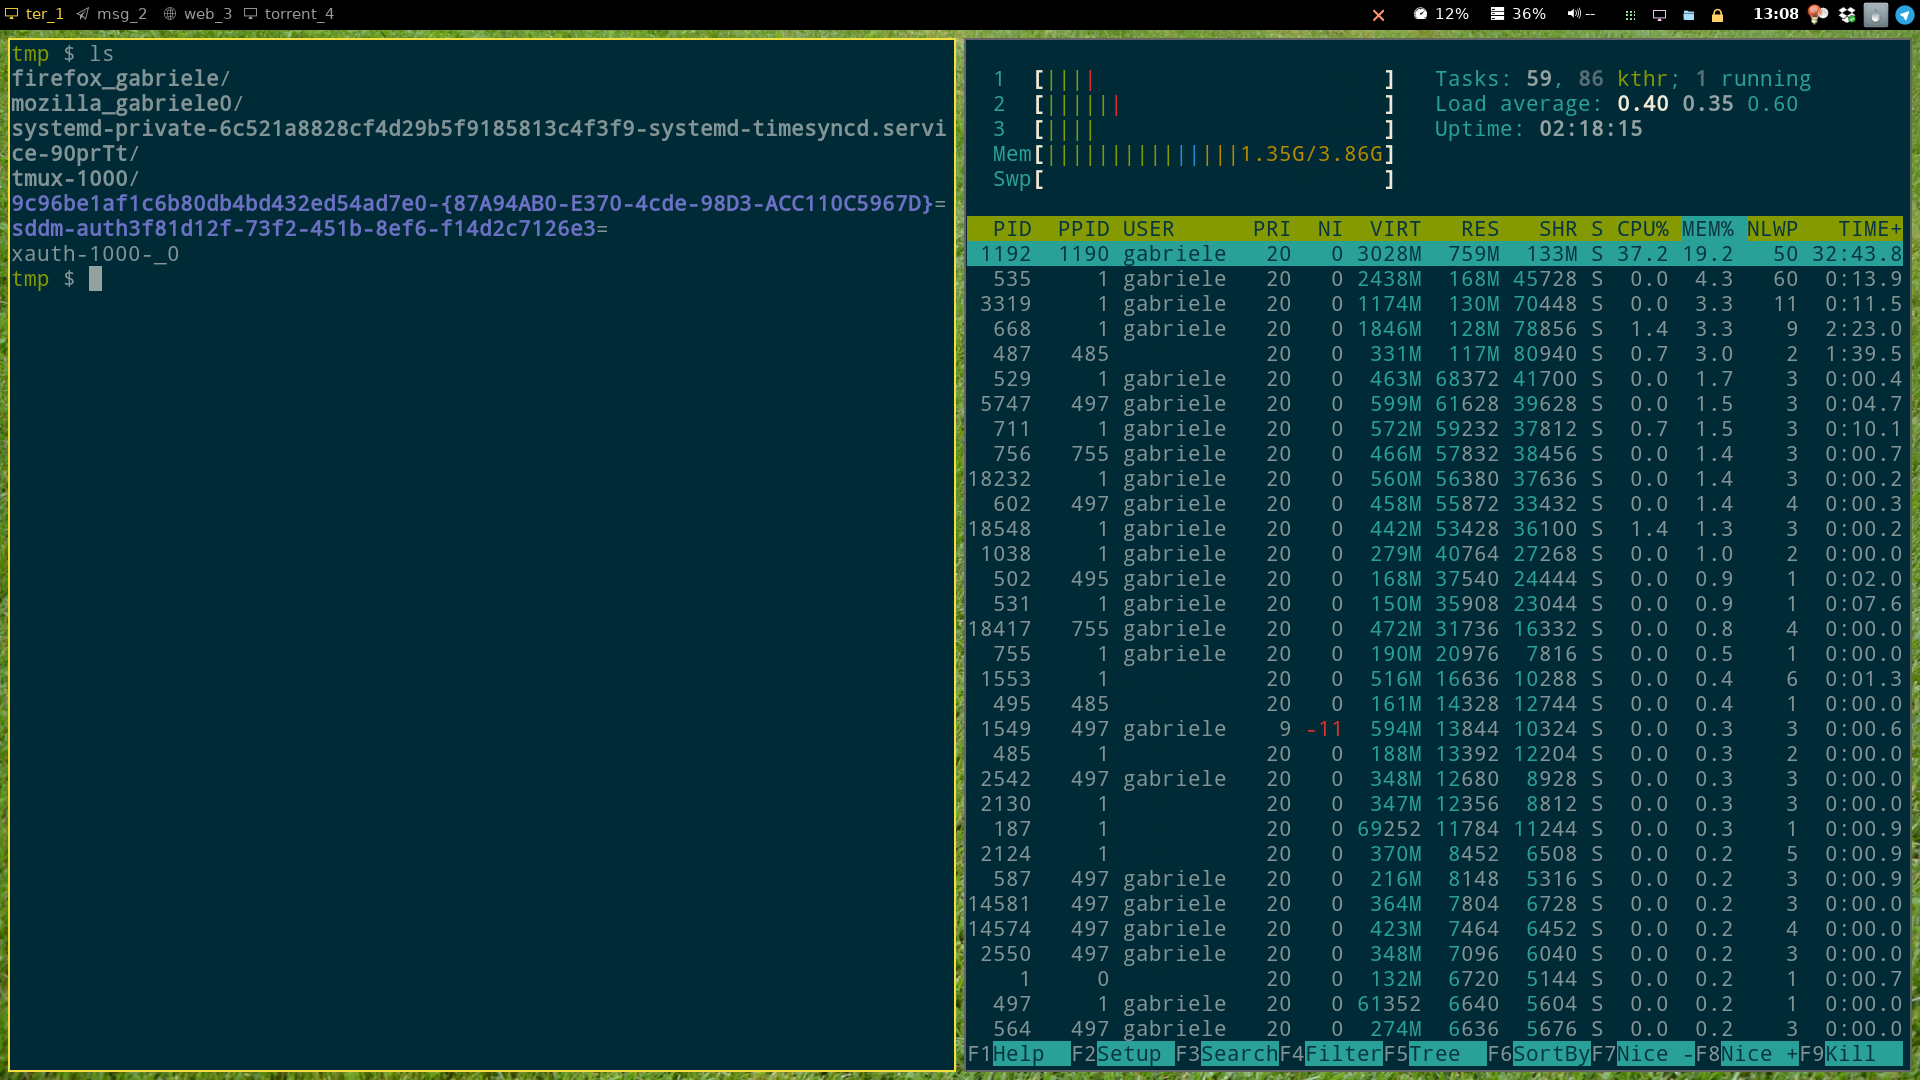 ter_1 msg_2 web_3 torrent_4 12% 36% -- 13:08
tmp $ ls
firefox_gabriele/
mozilla_gabriele0/
systemd-private-6c521a8828cf4d29b5f9185813c4f3f9-systemd-timesyncd.servi
ce-9OprTt/
tmux-1000/
9c96be1af1c6b80db4bd432ed54ad7e0-{87A94AB0-E370-4cde-98D3-ACC110C5967D}=
sddm-auth3f81d12f-73f2-451b-8ef6-f14d2c7126e3=
xauth-1000-_0
tmp $
1 [||||] Tasks: 59, 86 kthr; 1 running
2 [||||||] Load average: 0.40 0.35 0.60
3 [||||] Uptime: 02:18:15
Mem[|||||||||||||||1.35G/3.86G]
Swp[ ]
PID PPID USER PRI NI VIRT RES SHR S CPU% MEM% NLWP TIME+
1192 1190 gabriele 20 0 3028M 759M 133M S 37.2 19.2 50 32:43.8
535 1 gabriele 20 0 2438M 168M 45728 S 0.0 4.3 60 0:13.9
3319 1 gabriele 20 0 1174M 130M 70448 S 0.0 3.3 11 0:11.5
668 1 gabriele 20 0 1846M 128M 78856 S 1.4 3.3 9 2:23.0
487 485 20 0 331M 117M 80940 S 0.7 3.0 2 1:39.5
529 1 gabriele 20 0 463M 68372 41700 S 0.0 1.7 3 0:00.4
5747 497 gabriele 20 0 599M 61628 39628 S 0.0 1.5 3 0:04.7
711 1 gabriele 20 0 572M 59232 37812 S 0.7 1.5 3 0:10.1
756 755 gabriele 20 0 466M 57832 38456 S 0.0 1.4 3 0:00.7
18232 1 gabriele 20 0 560M 56380 37636 S 0.0 1.4 3 0:00.2
602 497 gabriele 20 0 458M 55872 33432 S 0.0 1.4 4 0:00.3
18548 1 gabriele 20 0 442M 53428 36100 S 1.4 1.3 3 0:00.2
1038 1 gabriele 20 0 279M 40764 27268 S 0.0 1.0 2 0:00.0
502 495 gabriele 20 0 168M 37540 24444 S 0.0 0.9 1 0:02.0
531 1 gabriele 20 0 150M 35908 23044 S 0.0 0.9 1 0:07.6
18417 755 gabriele 20 0 472M 31736 16332 S 0.0 0.8 4 0:00.0
755 1 gabriele 20 0 190M 20976 7816 S 0.0 0.5 1 0:00.0
1553 1 20 0 516M 16636 10288 S 0.0 0.4 6 0:01.3
495 485 20 0 161M 14328 12744 S 0.0 0.4 1 0:00.0
1549 497 gabriele 9 -11 594M 13844 10324 S 0.0 0.3 3 0:00.6
485 1 20 0 188M 13392 12204 S 0.0 0.3 2 0:00.0
2542 497 gabriele 20 0 348M 12680 8928 S 0.0 0.3 3 0:00.0
2130 1 20 0 347M 12356 8812 S 0.0 0.3 3 0:00.0
187 1 20 0 69252 11784 11244 S 0.0 0.3 1 0:00.9
2124 1 20 0 370M 8452 6508 S 0.0 0.2 5 0:00.9
587 497 gabriele 20 0 216M 8148 5316 S 0.0 0.2 3 0:00.9
14581 497 gabriele 20 0 364M 7804 6728 S 0.0 0.2 3 0:00.0
14574 497 gabriele 20 0 423M 7464 6452 S 0.0 0.2 4 0:00.0
2550 497 gabriele 20 0 348M 7096 6040 S 0.0 0.2 3 0:00.0
1 0 20 0 132M 6720 5144 S 0.0 0.2 1 0:00.7
497 1 gabriele 20 0 61352 6640 5604 S 0.0 0.2 1 0:00.0
564 497 gabriele 20 0 274M 6636 5676 S 0.0 0.2 3 0:00.0
F1Help F2Setup F3SearchF4FilterF5Tree F6SortByF7Nice -F8Nice +F9Kill